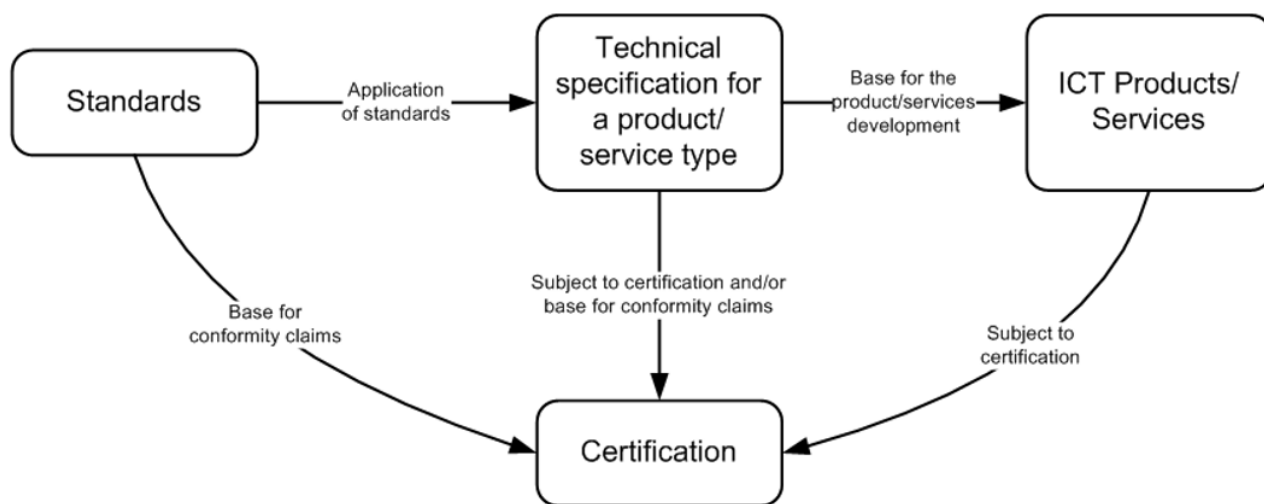 Standards
Application
of standards
Technical
specification for
a product/
service type
Base for the
product/services
development
ICT Products/
Services
Base for
conformity claims
Subject to certification and/or
base for conformity claims
Subject to
certification
Certification